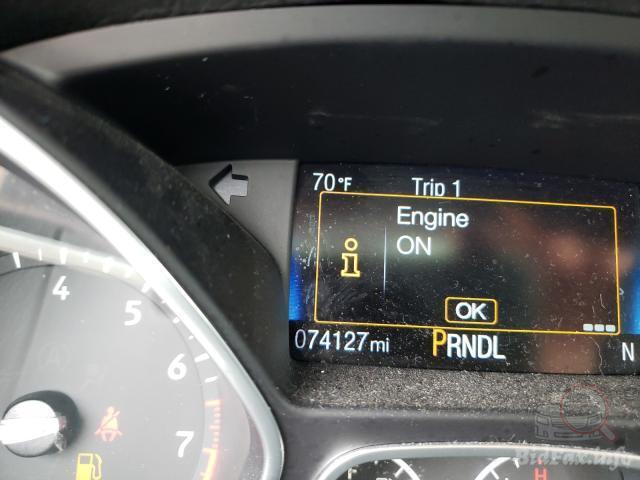 70°F Trip 1
Engine
ON
i
OK
074127mi PRNDL N
4
5
6
7
H
BidFax.info